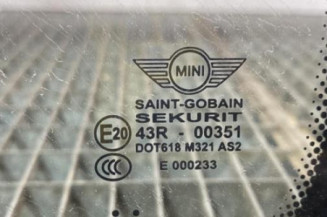 MINI
SAINT-GOBAIN
SEKURIT
E20 43R - 00351
DOT618 M321 AS2
CCC E 000233